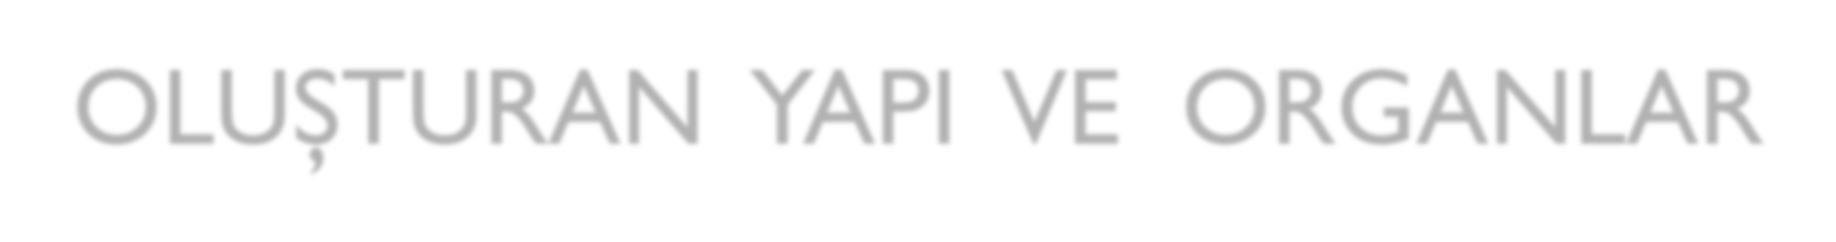 OLUŞTURAN YAPI VE ORGANLAR